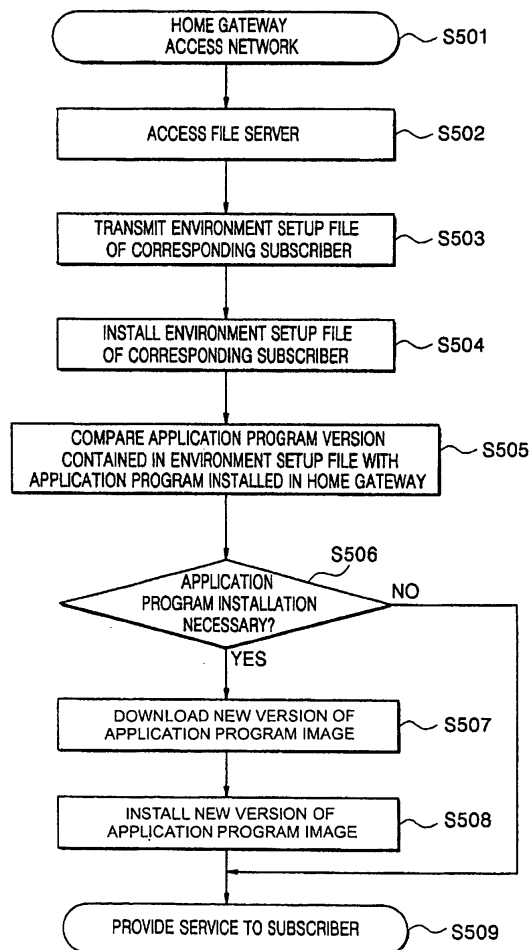 HOME GATEWAY
ACCESS NETWORK
S501
ACCESS FILE SERVER
S502
TRANSMIT ENVIRONMENT SETUP FILE
OF CORRESPONDING SUBSCRIBER
S503
INSTALL ENVIRONMENT SETUP FILE
OF CORRESPONDING SUBSCRIBER
S504
COMPARE APPLICATION PROGRAM VERSION
CONTAINED IN ENVIRONMENT SETUP FILE WITH
APPLICATION PROGRAM INSTALLED IN HOME GATEWAY
S505
S506
APPLICATION
PROGRAM INSTALLATION
NECESSARY?
NO
YES
DOWNLOAD NEW VERSION OF
APPLICATION PROGRAM IMAGE
S507
INSTALL NEW VERSION OF
APPLICATION PROGRAM IMAGE
S508
PROVIDE SERVICE TO SUBSCRIBER
S509